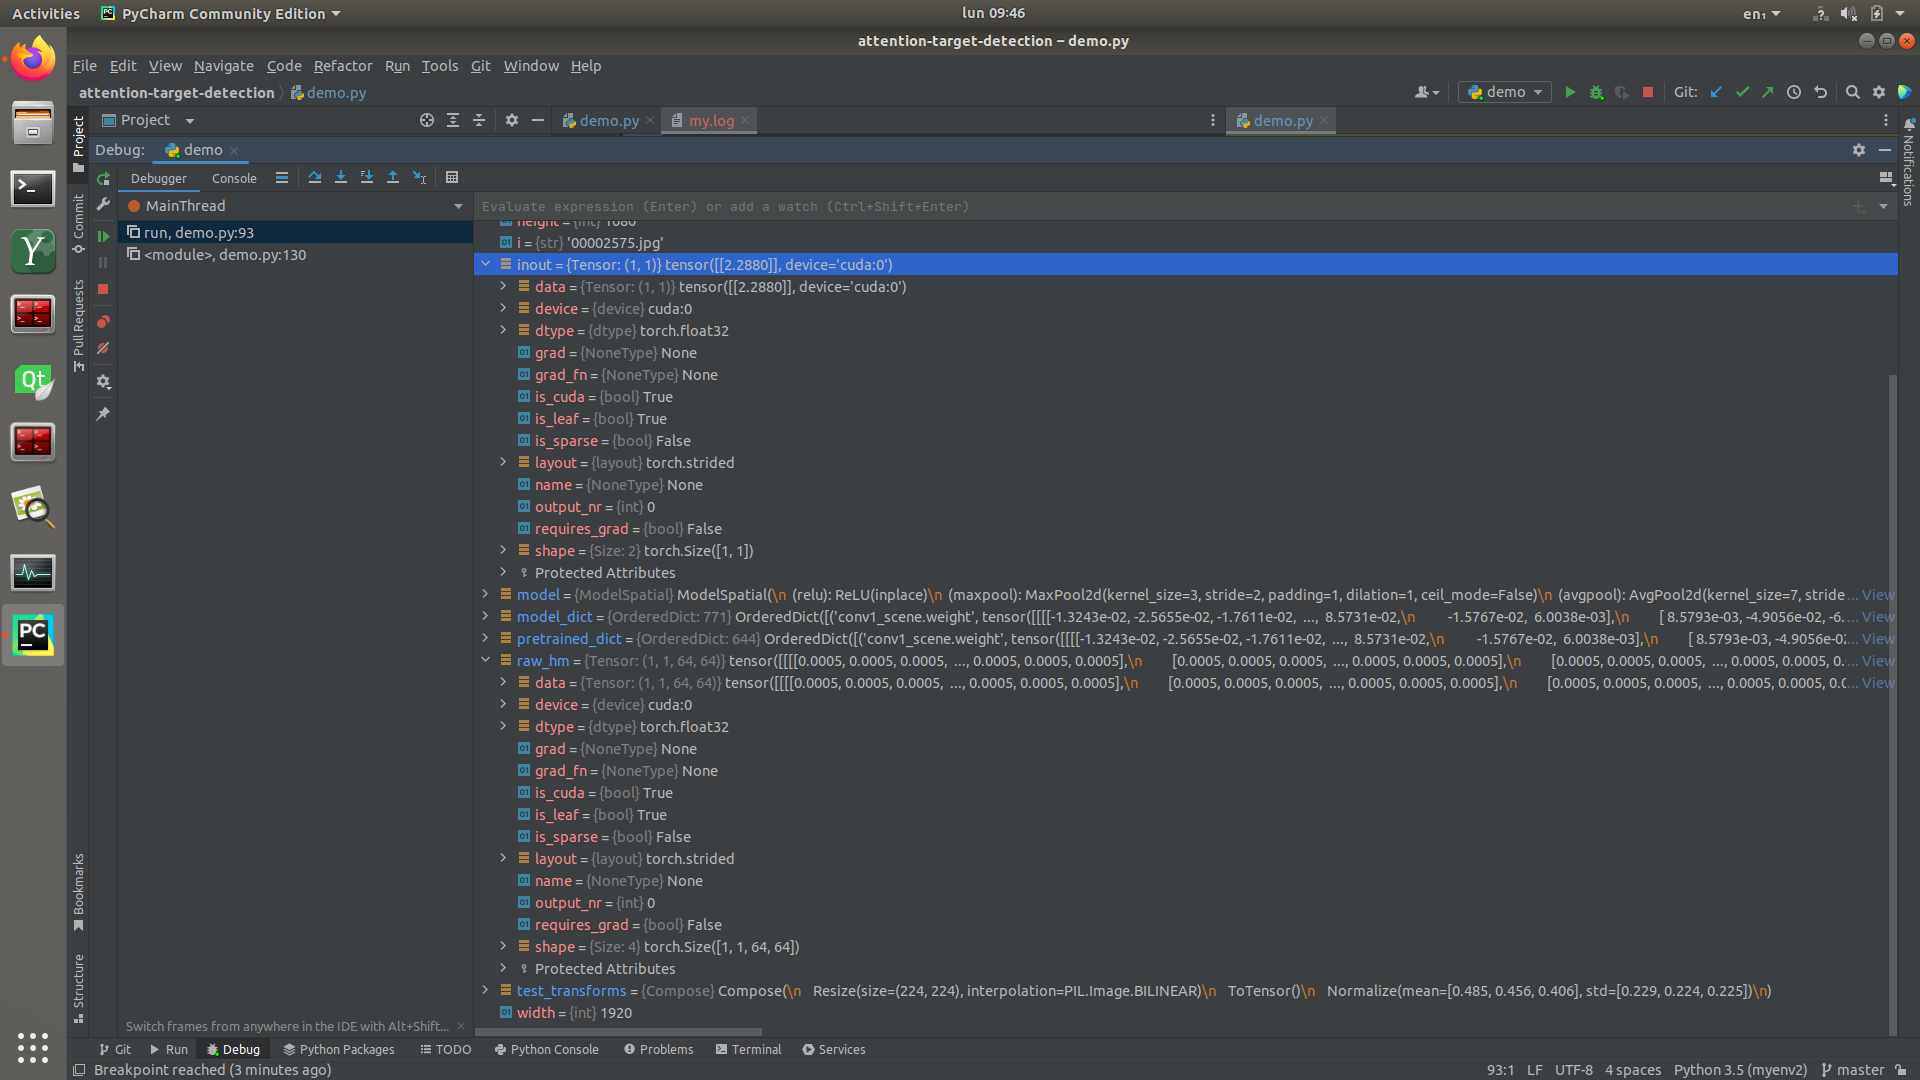 Activities PyCharm Community Edition lun 09:46 en₁
attention-target-detection – demo.py
File Edit View Navigate Code Refactor Run Tools Git Window Help
attention-target-detection demo.py demo Git:
Project demo.py my.log demo.py
Debug: demo
Debugger Console
MainThread Evaluate expression (Enter) or add a watch (Ctrl+Shift+Enter)
run, demo.py:93
<module>, demo.py:130
height = {int} 1080
i = {str} '00002575.jpg'
inout = {Tensor: (1, 1)} tensor([[2.2880]], device='cuda:0')
data = {Tensor: (1, 1)} tensor([[2.2880]], device='cuda:0')
device = {device} cuda:0
dtype = {dtype} torch.float32
grad = {NoneType} None
grad_fn = {NoneType} None
is_cuda = {bool} True
is_leaf = {bool} True
is_sparse = {bool} False
layout = {layout} torch.strided
name = {NoneType} None
output_nr = {int} 0
requires_grad = {bool} False
shape = {Size: 2} torch.Size([1, 1])
Protected Attributes
model = {ModelSpatial} ModelSpatial(\n (relu): ReLU(inplace)\n (maxpool): MaxPool2d(kernel_size=3, stride=2, padding=1, dilation=1, ceil_mode=False)\n (avgpool): AvgPool2d(kernel_size=7, stride... View
model_dict = {OrderedDict: 771} OrderedDict([('conv1_scene.weight', tensor([[[[-1.3243e-02, -2.5655e-02, -1.7611e-02, ..., 8.5731e-02,\n -1.5767e-02, 6.0038e-03],\n [ 8.5793e-03, -4.9056e-02, -6.... View
pretrained_dict = {OrderedDict: 644} OrderedDict([('conv1_scene.weight', tensor([[[[-1.3243e-02, -2.5655e-02, -1.7611e-02, ..., 8.5731e-02,\n -1.5767e-02, 6.0038e-03],\n [ 8.5793e-03, -4.9056e-02... View
raw_hm = {Tensor: (1, 1, 64, 64)} tensor([[[[0.0005, 0.0005, 0.0005, ..., 0.0005, 0.0005, 0.0005],\n [0.0005, 0.0005, 0.0005, ..., 0.0005, 0.0005, 0.0005],\n [0.0005, 0.0005, 0.0005, ..., 0.0005, 0.0005, 0.... View
data = {Tensor: (1, 1, 64, 64)} tensor([[[[0.0005, 0.0005, 0.0005, ..., 0.0005, 0.0005, 0.0005],\n [0.0005, 0.0005, 0.0005, ..., 0.0005, 0.0005, 0.0005],\n [0.0005, 0.0005, 0.0005, ..., 0.0005, 0.0005, 0.0... View
device = {device} cuda:0
dtype = {dtype} torch.float32
grad = {NoneType} None
grad_fn = {NoneType} None
is_cuda = {bool} True
is_leaf = {bool} True
is_sparse = {bool} False
layout = {layout} torch.strided
name = {NoneType} None
output_nr = {int} 0
requires_grad = {bool} False
shape = {Size: 4} torch.Size([1, 1, 64, 64])
Protected Attributes
test_transforms = {Compose} Compose(\n Resize(size=(224, 224), interpolation=PIL.Image.BILINEAR)\n ToTensor()\n Normalize(mean=[0.485, 0.456, 0.406], std=[0.229, 0.224, 0.225])\n)
width = {int} 1920
Switch frames from anywhere in the IDE with Alt+Shift...
Project
Commit
Pull Requests
Bookmarks
Structure
Notifications
Git Run Debug Python Packages TODO Python Console Problems Terminal Services
Breakpoint reached (3 minutes ago) 93:1 LF UTF-8 4 spaces Python 3.5 (myenv2) master